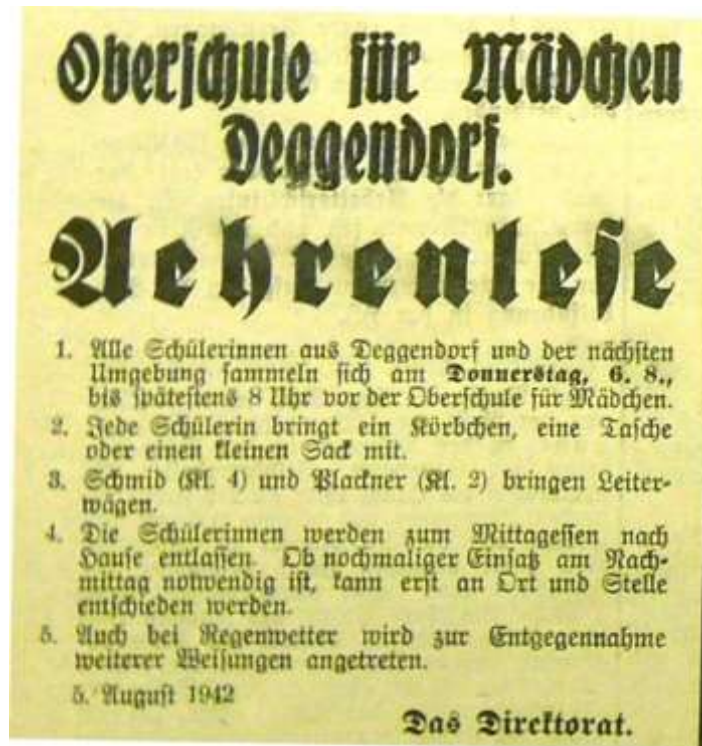 Oberschule für Mädchen
Deggendorf.
Aehrenlese
1. Alle Schülerinnen aus Deggendorf und der nächsten
Umgebung sammeln sich am Donnerstag, 6. 8.,
bis spätestens 8 Uhr vor der Oberschule für Mädchen.
2. Jede Schülerin bringt ein Körbchen, eine Tasche
oder einen kleinen Sack mit.
3. Schmid (Kl. 4) und Plackner (Kl. 2) bringen Leiter-
wägen.
4. Die Schülerinnen werden zum Mittagessen nach
Hause entlassen. Ob nochmaliger Einsatz am Nach-
mittag notwendig ist, kann erst an Ort und Stelle
entschieden werden.
5. Auch bei Regenwetter wird zur Entgegennahme
weiterer Weisungen angetreten.
5. August 1942
Das Direktorat.